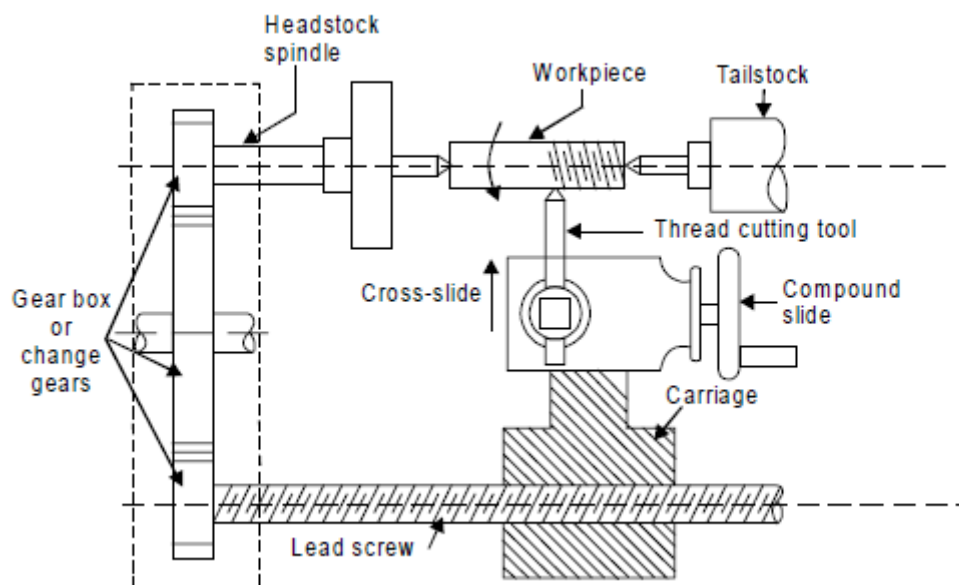 Headstock
spindle
Workpiece
Tailstock
Thread cutting tool
Cross-slide
Compound
slide
Gear box
or
change
gears
Carriage
Lead screw